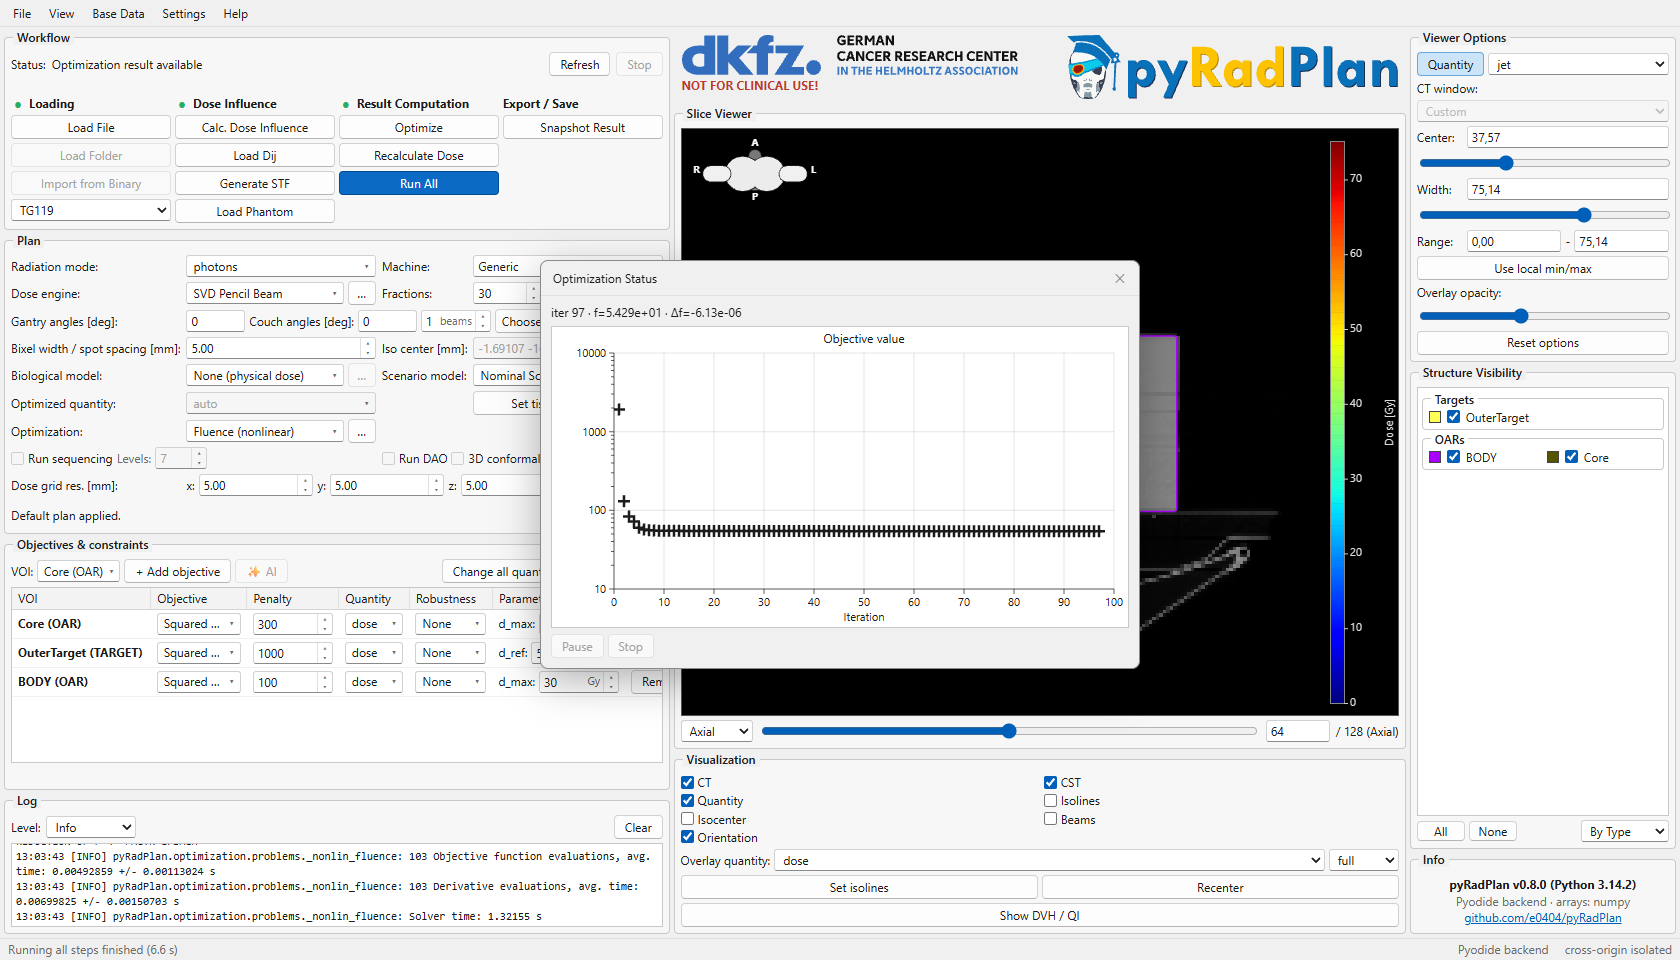 File View Base Data Settings Help
Workflow
Status: Optimization result available
Refresh Stop
Loading Dose Influence Result Computation Export / Save
Load File Calc. Dose Influence Optimize Snapshot Result
Load Folder Load Dij Recalculate Dose
Import from Binary Generate STF Run All
TG119 Load Phantom
dkfz.
NOT FOR CLINICAL USE!
GERMAN
CANCER RESEARCH CENTER
IN THE HELMHOLTZ ASSOCIATION
pyRadPlan
Plan
Radiation mode: photons Machine: Generic
Dose engine: SVD Pencil Beam ... Fractions: 30
Gantry angles [deg]: 0 Couch angles [deg]: 0 1 beams Choose
Bixel width / spot spacing [mm]: 5.00 Iso center [mm]: -1.69107
Biological model: None (physical dose) ... Scenario model: Nominal
Optimized quantity: auto Set
Optimization: Fluence (nonlinear) ...
Run sequencing Levels: 7 Run DAO 3D conformal
Dose grid res. [mm]: x: 5.00 y: 5.00 z: 5.00
Default plan applied.
Objectives & constraints
VOI: Core (OAR) + Add objective AI Change all
VOI Objective Penalty Quantity Robustness
Core (OAR) Squared ... 300 dose None d_max:
OuterTarget (TARGET) Squared ... 1000 dose None d_ref:
BODY (OAR) Squared ... 100 dose None d_max: 30 Gy
Log
Level: Info Clear
13:03:43 [INFO] pyRadPlan.optimization.problems._nonlin_fluence: 103 Objective function evaluations, avg.
time: 0.00492859 +/- 0.00113024 s
13:03:43 [INFO] pyRadPlan.optimization.problems._nonlin_fluence: 103 Derivative evaluations, avg. time:
0.00699825 +/- 0.00150703 s
13:03:43 [INFO] pyRadPlan.optimization.problems._nonlin_fluence: Solver time: 1.32155 s
Running all steps finished (6.6 s)
Slice Viewer
A
R L
P
70
60
50
40
30
20
10
0
Dose [Gy]
Optimization Status
iter 97 · f=5.429e+01 · Δf=-6.13e-06
Objective value
10000
1000
100
10
0 10 20 30 40 50 60 70 80 90 100
Iteration
Pause Stop
Axial 64 / 128 (Axial)
Visualization
CT CST
Quantity Isolines
Isocenter Beams
Orientation
Overlay quantity: dose full
Set isolines Recenter
Show DVH / QI
Viewer Options
Quantity jet
CT window:
Custom
Center: 37,57
Width: 75,14
Range: 0,00 - 75,14
Use local min/max
Overlay opacity:
Reset options
Structure Visibility
Targets
OuterTarget
OARs
BODY Core
All None By Type
Info
pyRadPlan v0.8.0 (Python 3.14.2)
Pyodide backend · arrays: numpy
github.com/e0404/pyRadPlan
Pyodide backend cross-origin isolated